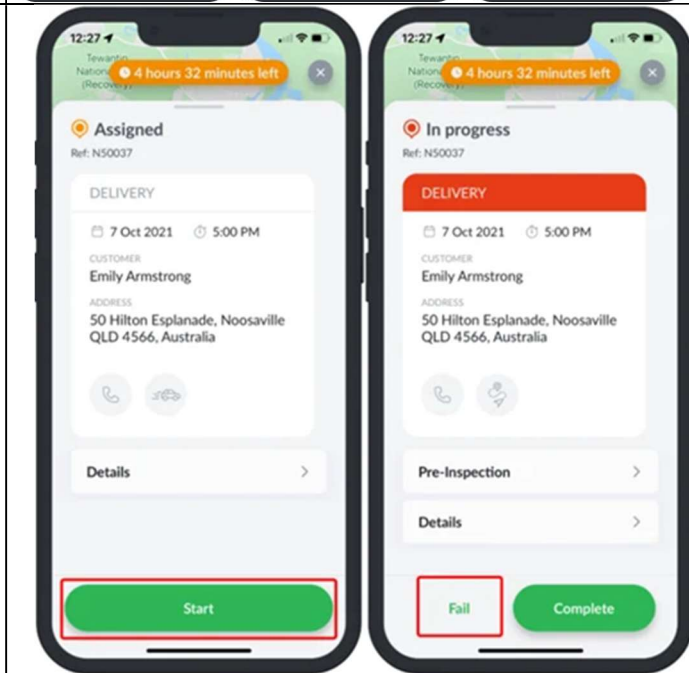 12:27
Tewantin
National
(Recovery)
4 hours 32 minutes left
Assigned
Ref: N50037
DELIVERY
7 Oct 2021 5:00 PM
CUSTOMER
Emily Armstrong
ADDRESS
50 Hilton Esplanade, Noosaville
QLD 4566, Australia
Details
Start
12:27
Tewantin
Nation
(Recovery)
4 hours 32 minutes left
In progress
Ref: N50037
DELIVERY
7 Oct 2021 5:00 PM
CUSTOMER
Emily Armstrong
ADDRESS
50 Hilton Esplanade, Noosaville
QLD 4566, Australia
Pre-Inspection
Details
Fail
Complete